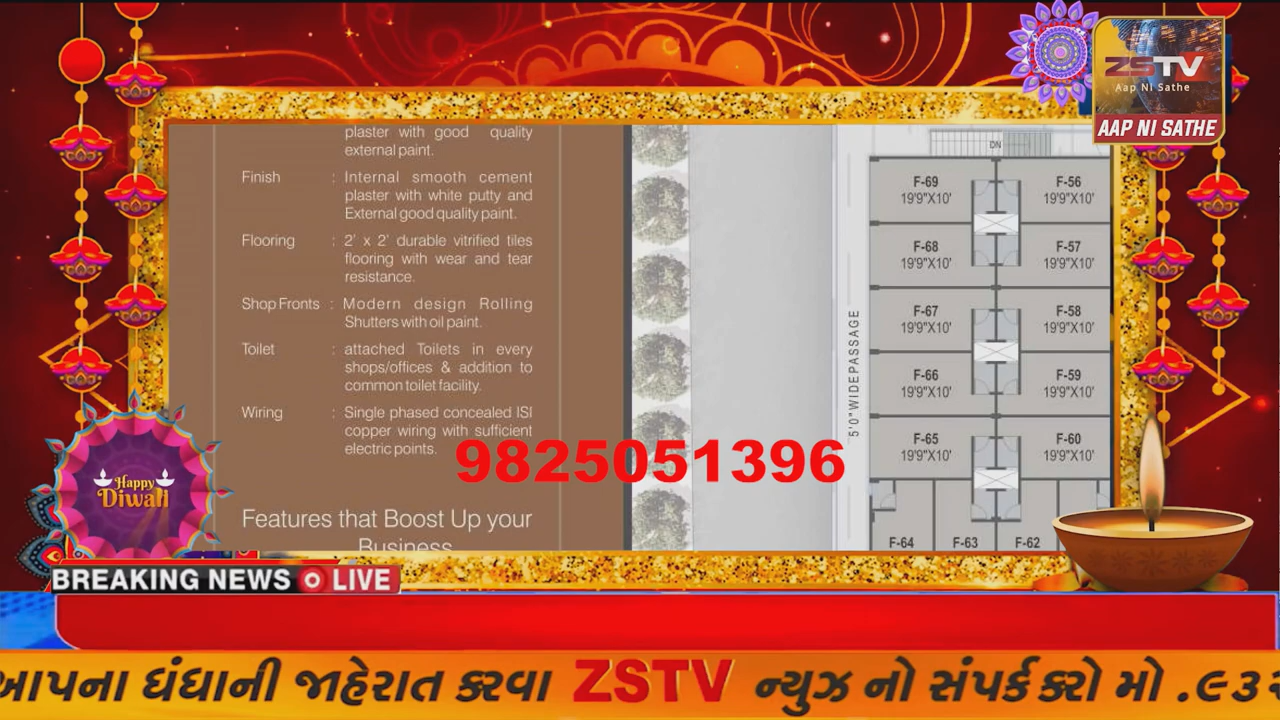 ZSTV
Aap Ni Sathe
AAP NI SATHE
plaster with good quality
external paint.
Finish : Internal smooth cement
plaster with white putty and
External good quality paint.
Flooring : 2' x 2' durable vitrified tiles
flooring with wear and tear
resistance.
Shop Fronts : Modern design Rolling
Shutters with oil paint.
Toilet : attached Toilets in every
shops/offices & addition to
common toilet facility.
Wiring : Single phased concealed ISI
copper wiring with sufficient
electric points.
Features that Boost Up your
Business
9825051396
5'0" WIDE PASSAGE
DN
F-69
19'9"X10'
F-56
19'9"X10'
F-68
19'9"X10'
F-57
19'9"X10'
F-67
19'9"X10'
F-58
19'9"X10'
F-66
19'9"X10'
F-59
19'9"X10'
F-65
19'9"X10'
F-60
19'9"X10'
F-64
F-63
F-62
Happy
Diwali
BREAKING NEWS LIVE
આપના ધંધાની જાહેરાત કરવા ZSTV ન્યુઝ નો સંપર્ક કરો મો .૯૩૨